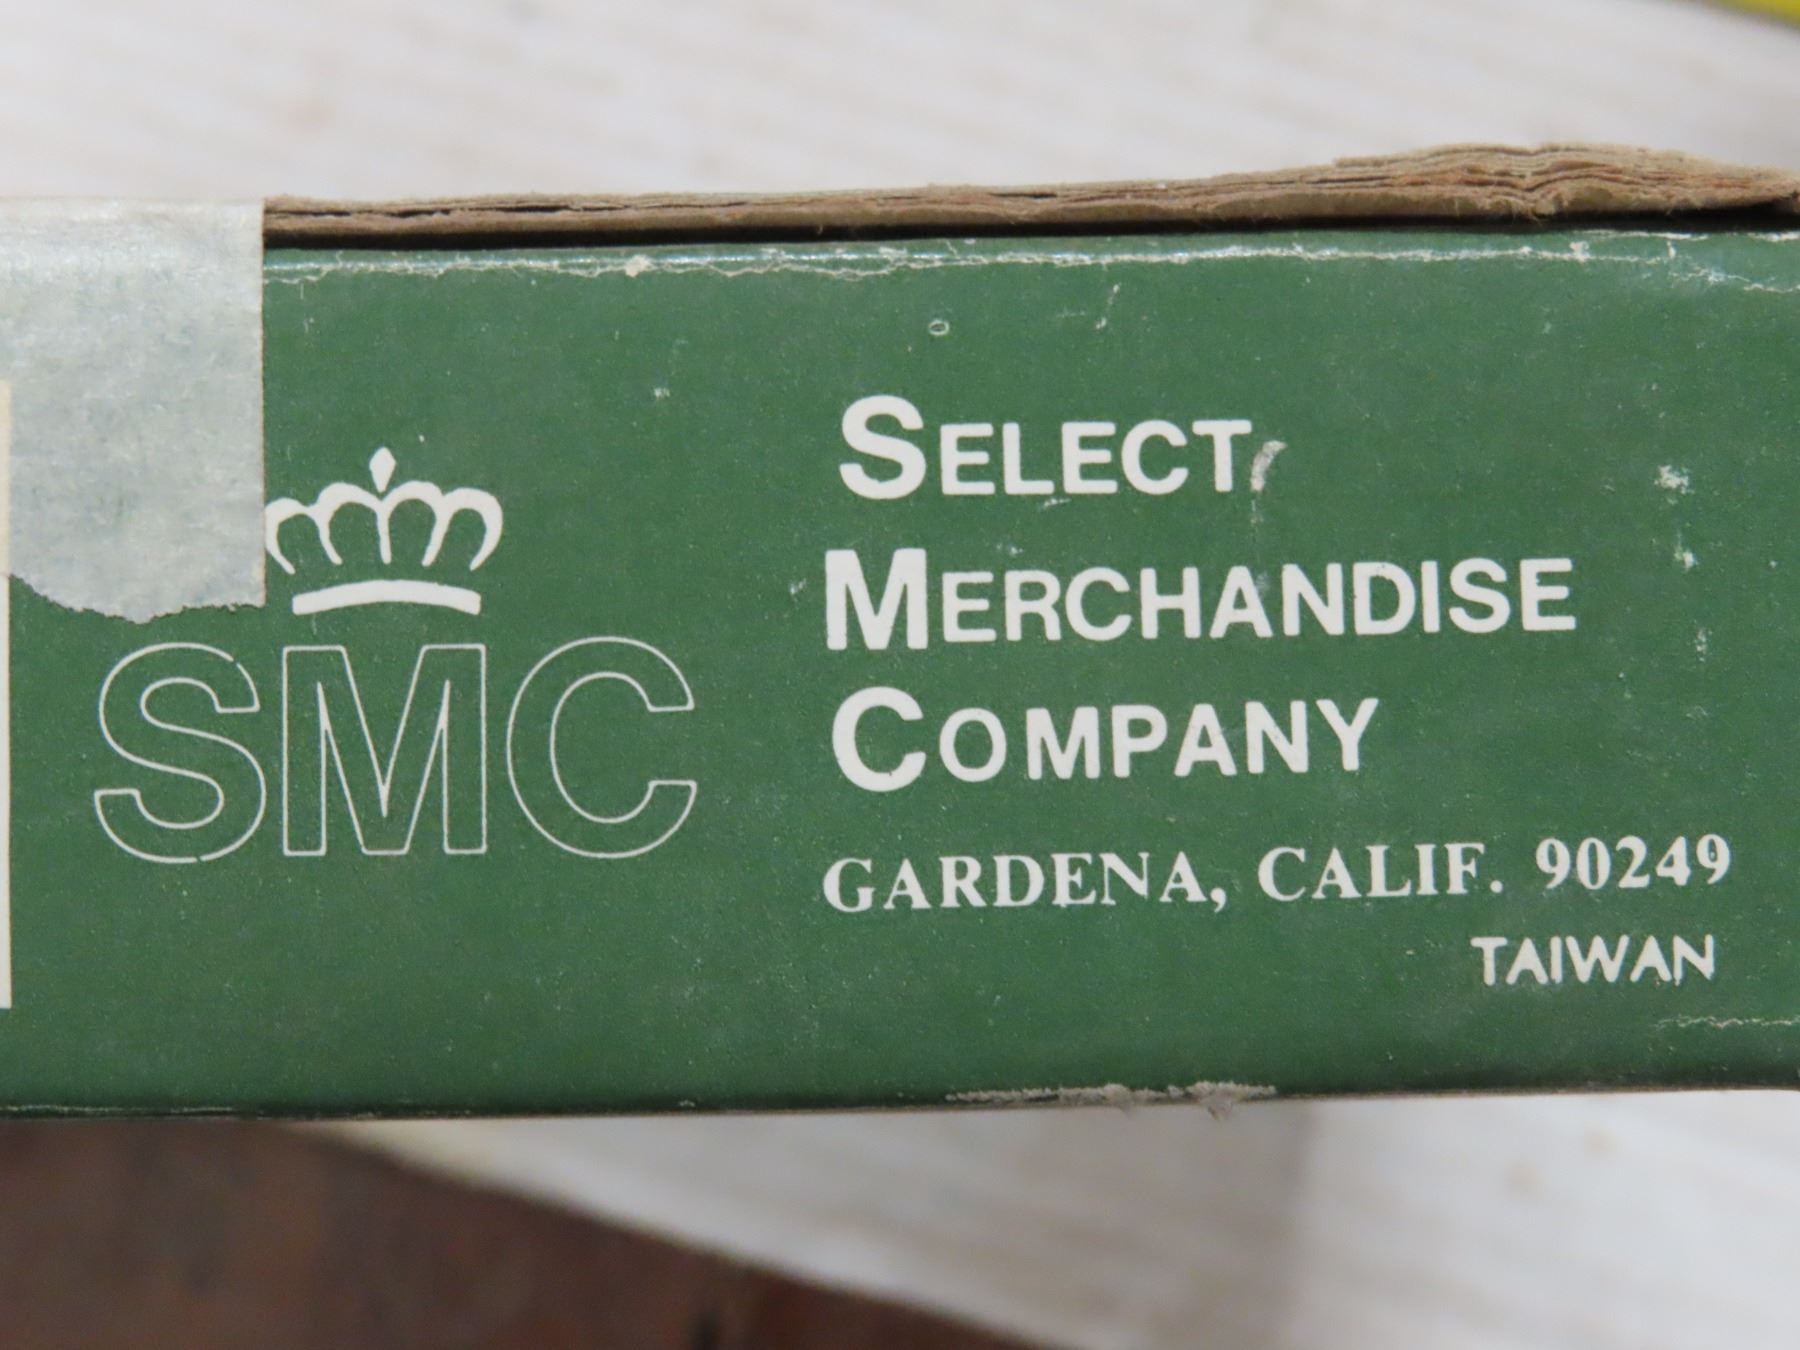 SMC
SELECT
MERCHANDISE
COMPANY
GARDENA, CALIF. 90249
TAIWAN